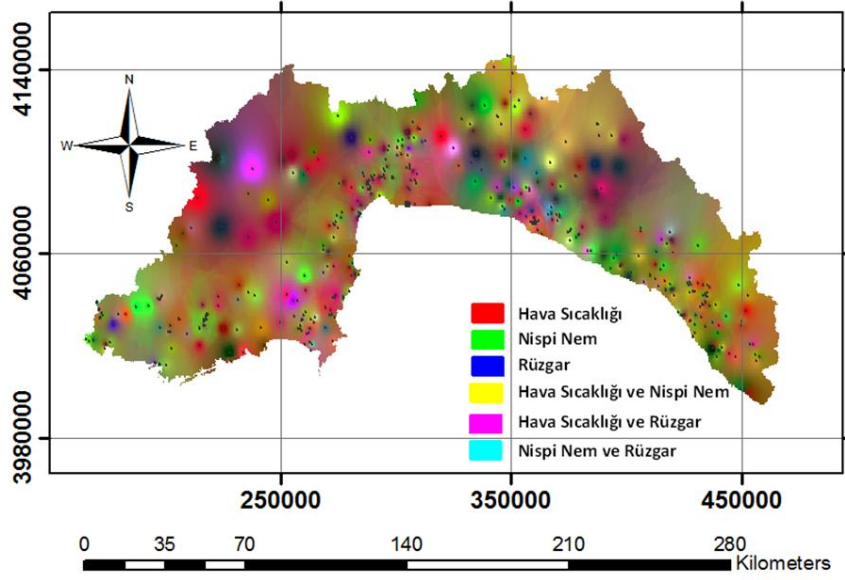 4140000
4060000
3980000
N
W
E
S
Hava Sıcaklığı
Nispi Nem
Rüzgar
Hava Sıcaklığı ve Nispi Nem
Hava Sıcaklığı ve Rüzgar
Nispi Nem ve Rüzgar
250000
350000
450000
0 35 70 140 210 280
Kilometers